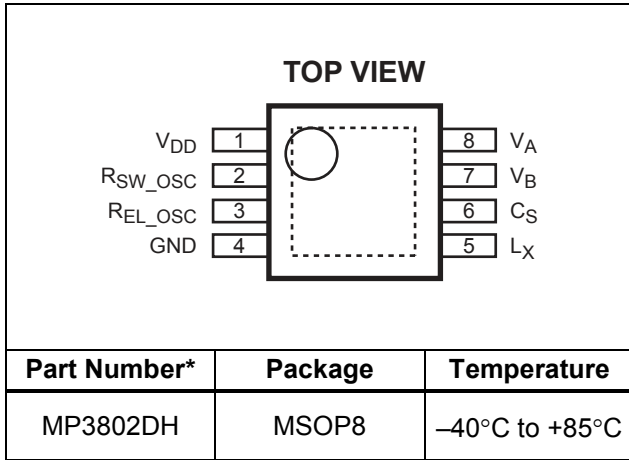 TOP VIEW
VDD 1 8 VA
RSW_OSC 2 7 VB
REL_OSC 3 6 CS
GND 4 5 LX
Part Number* Package Temperature
MP3802DH MSOP8 –40°C to +85°C